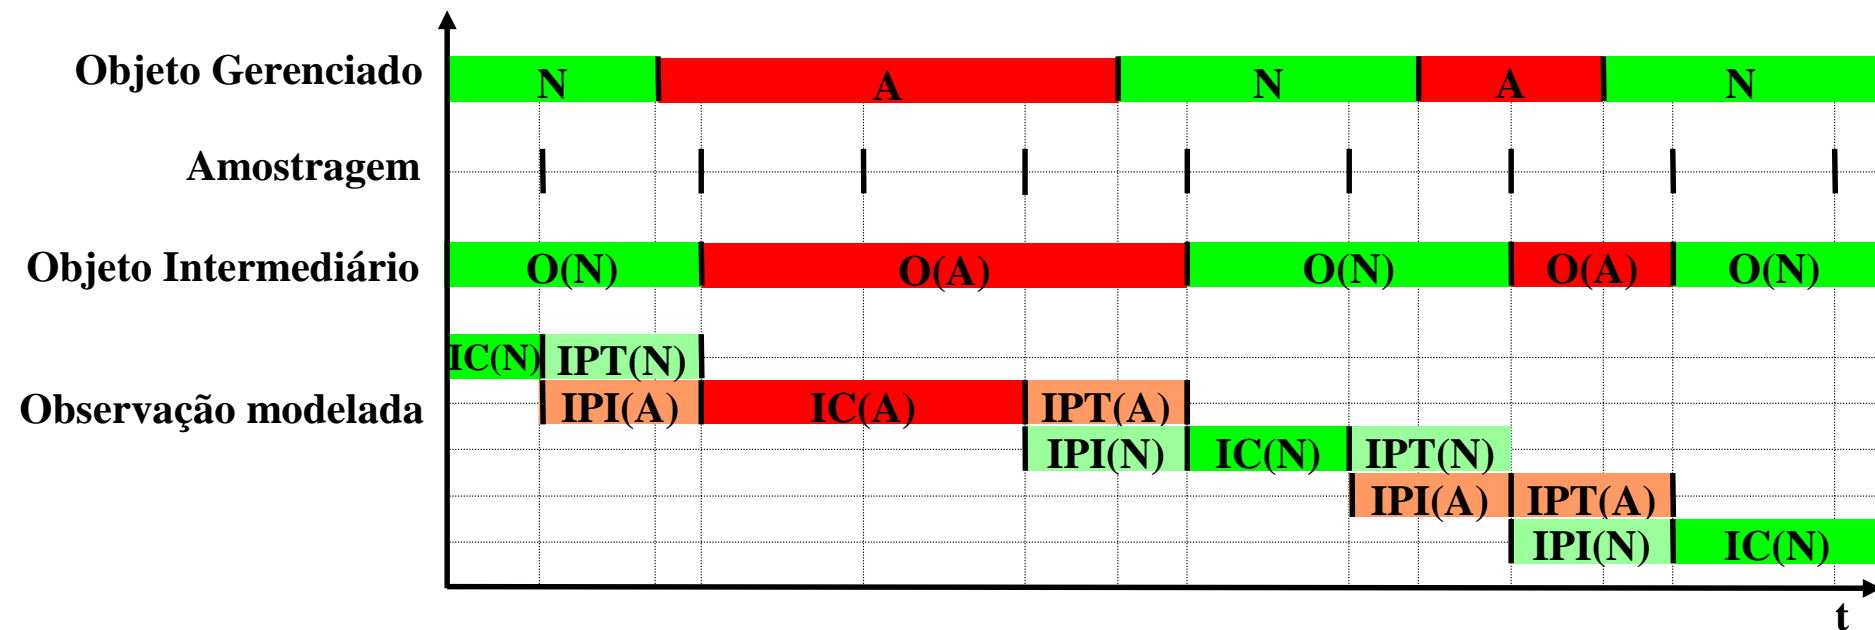 Objeto Gerenciado N A N A N
Amostragem
Objeto Intermediário O(N) O(A) O(N) O(A) O(N)
IC(N) IPT(N)
Observação modelada IPI(A) IC(A) IPT(A)
IPI(N) IC(N) IPT(N)
IPI(A) IPT(A)
IPI(N) IC(N)
t